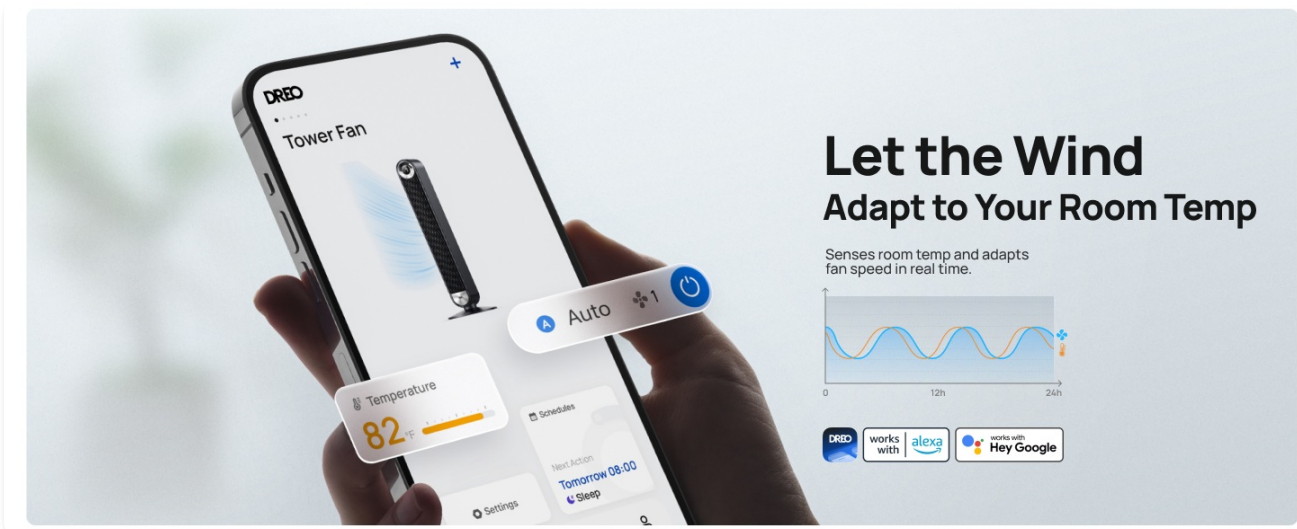 DREO
Tower Fan
A Auto 1
Temperature
82°F
Schedules
Next Action
Tomorrow 08:00
Sleep
Settings
Let the Wind
Adapt to Your Room Temp
Senses room temp and adapts
fan speed in real time.
0 12h 24h
DREO
works with alexa
works with
Hey Google